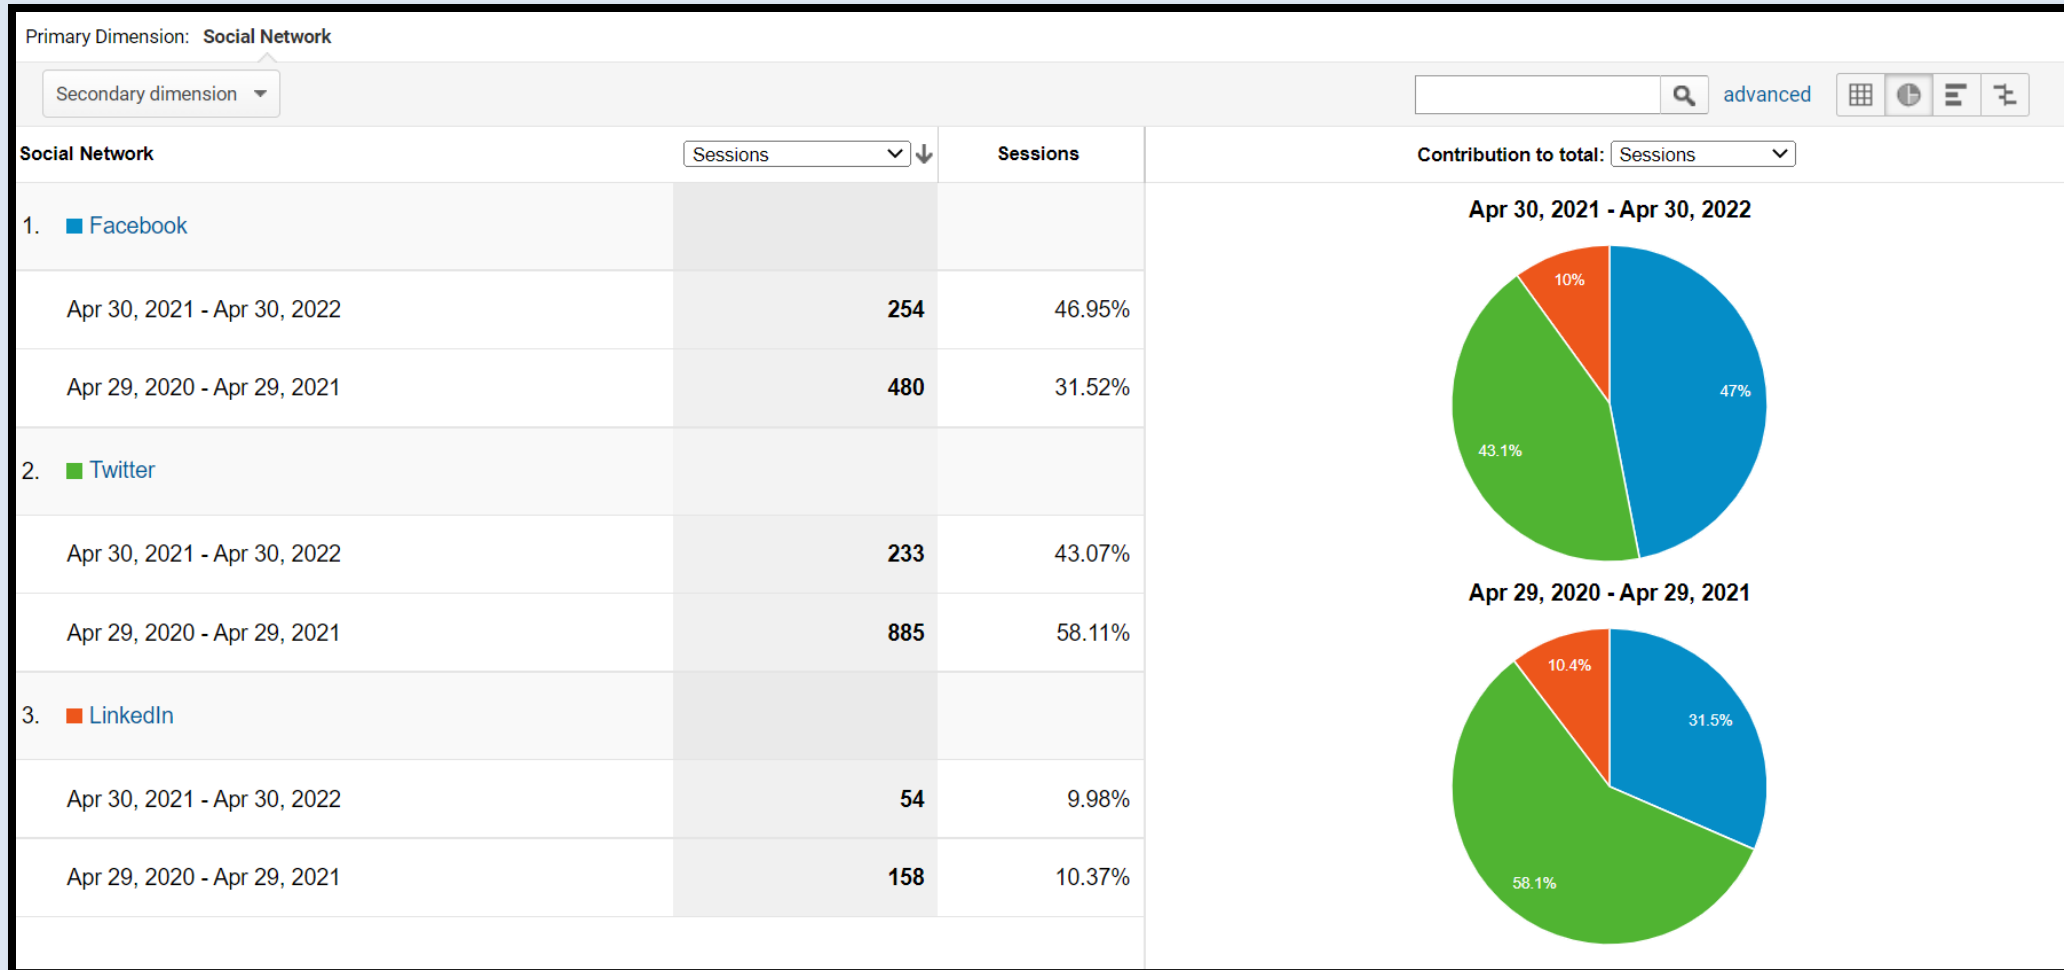 Primary Dimension: Social Network
Secondary dimension
advanced
Social Network Sessions Sessions Contribution to total: Sessions
1. Facebook
Apr 30, 2021 - Apr 30, 2022 254 46.95%
Apr 29, 2020 - Apr 29, 2021 480 31.52%
2. Twitter
Apr 30, 2021 - Apr 30, 2022 233 43.07%
Apr 29, 2020 - Apr 29, 2021 885 58.11%
3. LinkedIn
Apr 30, 2021 - Apr 30, 2022 54 9.98%
Apr 29, 2020 - Apr 29, 2021 158 10.37%
Apr 30, 2021 - Apr 30, 2022
10%
47%
43.1%
Apr 29, 2020 - Apr 29, 2021
10.4%
31.5%
58.1%